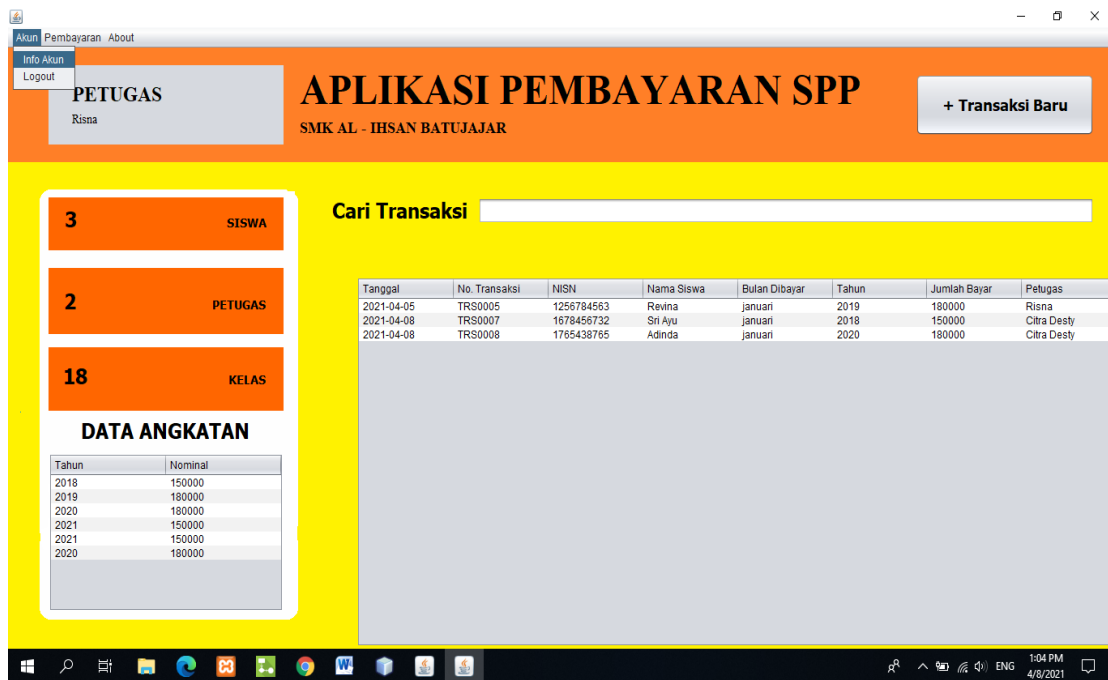 Akun Pembayaran About
Info Akun
Logout
PETUGAS
Risna
APLIKASI PEMBAYARAN SPP
SMK AL - IHSAN BATUJAJAR
+ Transaksi Baru
3 SISWA
2 PETUGAS
18 KELAS
DATA ANGKATAN
Tahun Nominal
2018 150000
2019 180000
2020 180000
2021 150000
2021 150000
2020 180000
Cari Transaksi
Tanggal No. Transaksi NISN Nama Siswa Bulan Dibayar Tahun Jumlah Bayar Petugas
2021-04-05 TRS0005 1256784563 Revina januari 2019 180000 Risna
2021-04-08 TRS0007 1678456732 Sri Ayu januari 2018 150000 Citra Desty
2021-04-08 TRS0008 1765438765 Adinda januari 2020 180000 Citra Desty
ENG
1:04 PM
4/8/2021